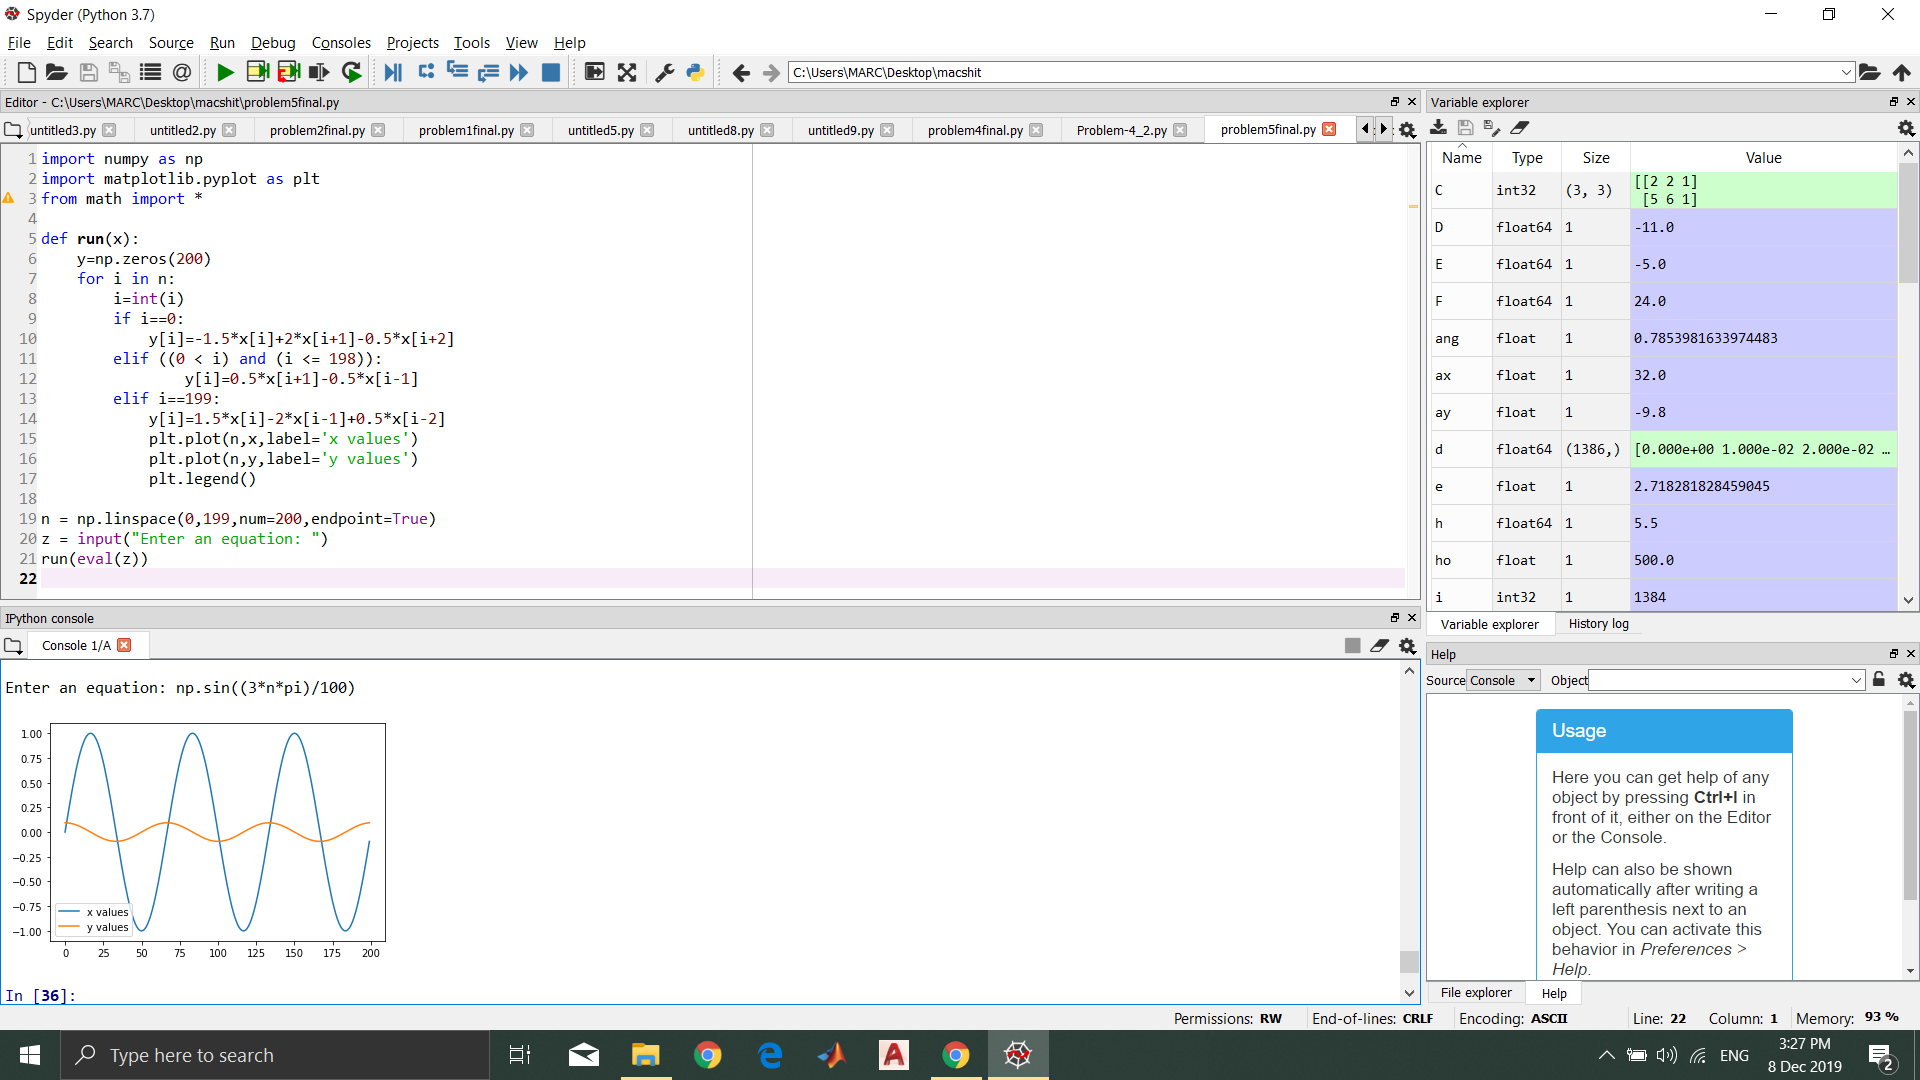 Spyder (Python 3.7)
File Edit Search Source Run Debug Consoles Projects Tools View Help
C:\Users\MARC\Desktop\macshit
Editor - C:\Users\MARC\Desktop\macshit\problem5final.py
untitled3.py untitled2.py problem2final.py problem1final.py untitled5.py untitled8.py untitled9.py problem4final.py Problem-4_2.py problem5final.py
1 import numpy as np
2 import matplotlib.pyplot as plt
3 from math import *
4
5 def run(x):
6     y=np.zeros(200)
7     for i in n:
8         i=int(i)
9         if i==0:
10             y[i]=-1.5*x[i]+2*x[i+1]-0.5*x[i+2]
11         elif ((0 < i) and (i <= 198)):
12                 y[i]=0.5*x[i+1]-0.5*x[i-1]
13         elif i==199:
14             y[i]=1.5*x[i]-2*x[i-1]+0.5*x[i-2]
15             plt.plot(n,x,label='x values')
16             plt.plot(n,y,label='y values')
17             plt.legend()
18
19 n = np.linspace(0,199,num=200,endpoint=True)
20 z = input("Enter an equation: ")
21 run(eval(z))
22
IPython console
Console 1/A
Enter an equation: np.sin((3*n*pi)/100)
1.00
0.75
0.50
0.25
0.00
−0.25
−0.50
−0.75
−1.00
x values
y values
0 25 50 75 100 125 150 175 200
In [36]:
Variable explorer
Name Type Size Value
C int32 (3, 3) [[2 2 1]
[5 6 1]
D float64 1 -11.0
E float64 1 -5.0
F float64 1 24.0
ang float 1 0.7853981633974483
ax float 1 32.0
ay float 1 -9.8
d float64 (1386,) [0.000e+00 1.000e-02 2.000e-02 …
e float 1 2.718281828459045
h float64 1 5.5
ho float 1 500.0
i int32 1 1384
Variable explorer History log
Help
Source Console Object
Usage
Here you can get help of any
object by pressing Ctrl+I in
front of it, either on the Editor
or the Console.
Help can also be shown
automatically after writing a
left parenthesis next to an
object. You can activate this
behavior in Preferences >
Help.
File explorer Help
Permissions: RW End-of-lines: CRLF Encoding: ASCII Line: 22 Column: 1 Memory: 93 %
Type here to search
ENG
3:27 PM
8 Dec 2019
2